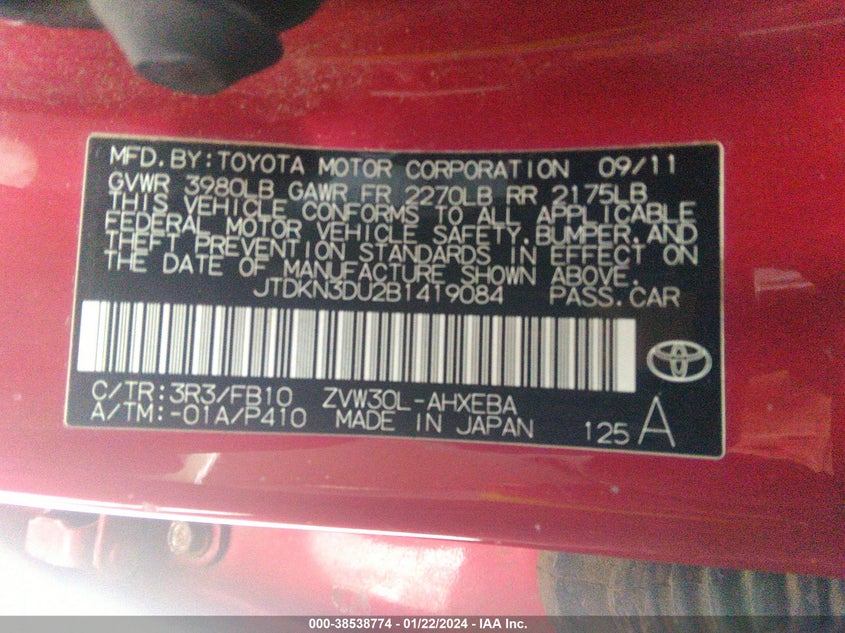 MFD. BY: TOYOTA MOTOR CORPORATION 09/11
GVWR 3980LB GAWR FR 2270LB RR 2175LB
THIS VEHICLE CONFORMS TO ALL APPLICABLE
FEDERAL MOTOR VEHICLE SAFETY, BUMPER, AND
THEFT PREVENTION STANDARDS IN EFFECT ON
THE DATE OF MANUFACTURE SHOWN ABOVE.
JTDKN3DU2B1419084 PASS. CAR
C/TR: 3R3/FB10 ZVW30L-AHXEBA
A/TM: -01A/P410 MADE IN JAPAN 125 A
000-38538774 - 01/22/2024 - IAA Inc.